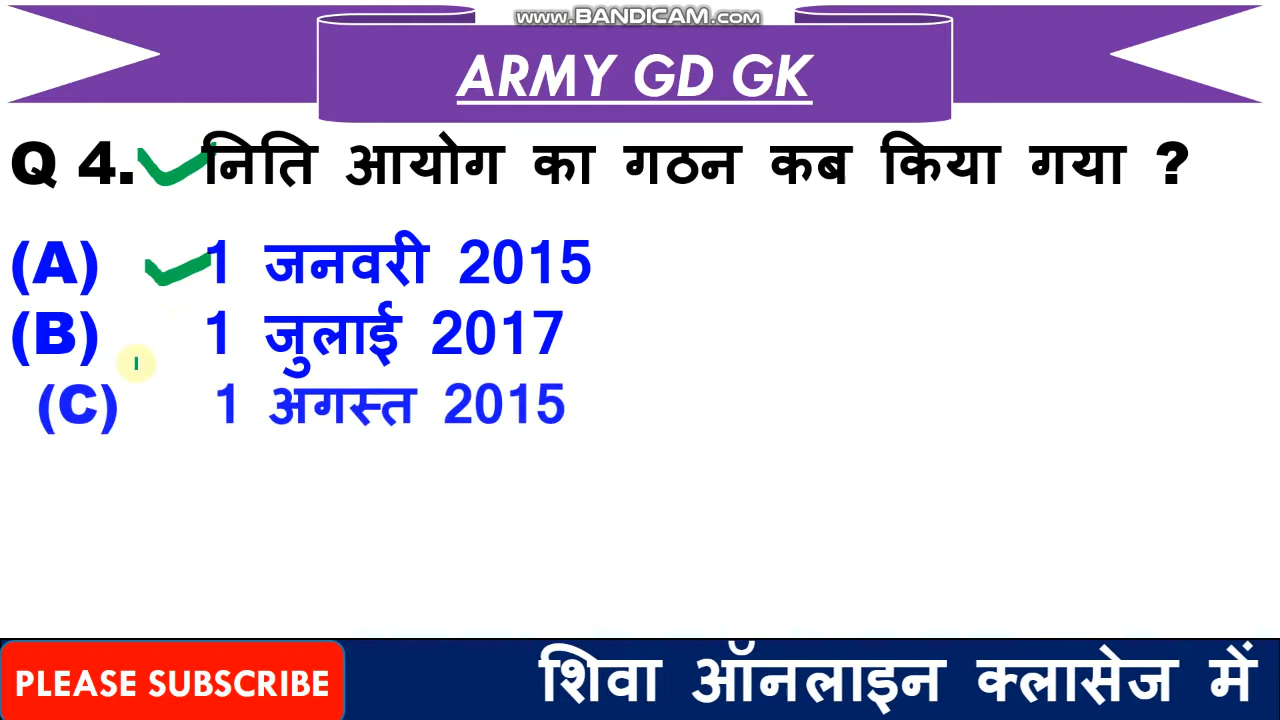 www.BANDICAM.com
ARMY GD GK
Q 4. निति आयोग का गठन कब किया गया ?
(A) 1 जनवरी 2015
(B) 1 जुलाई 2017
(C) 1 अगस्त 2015
PLEASE SUBSCRIBE
शिवा ऑनलाइन क्लासेज में